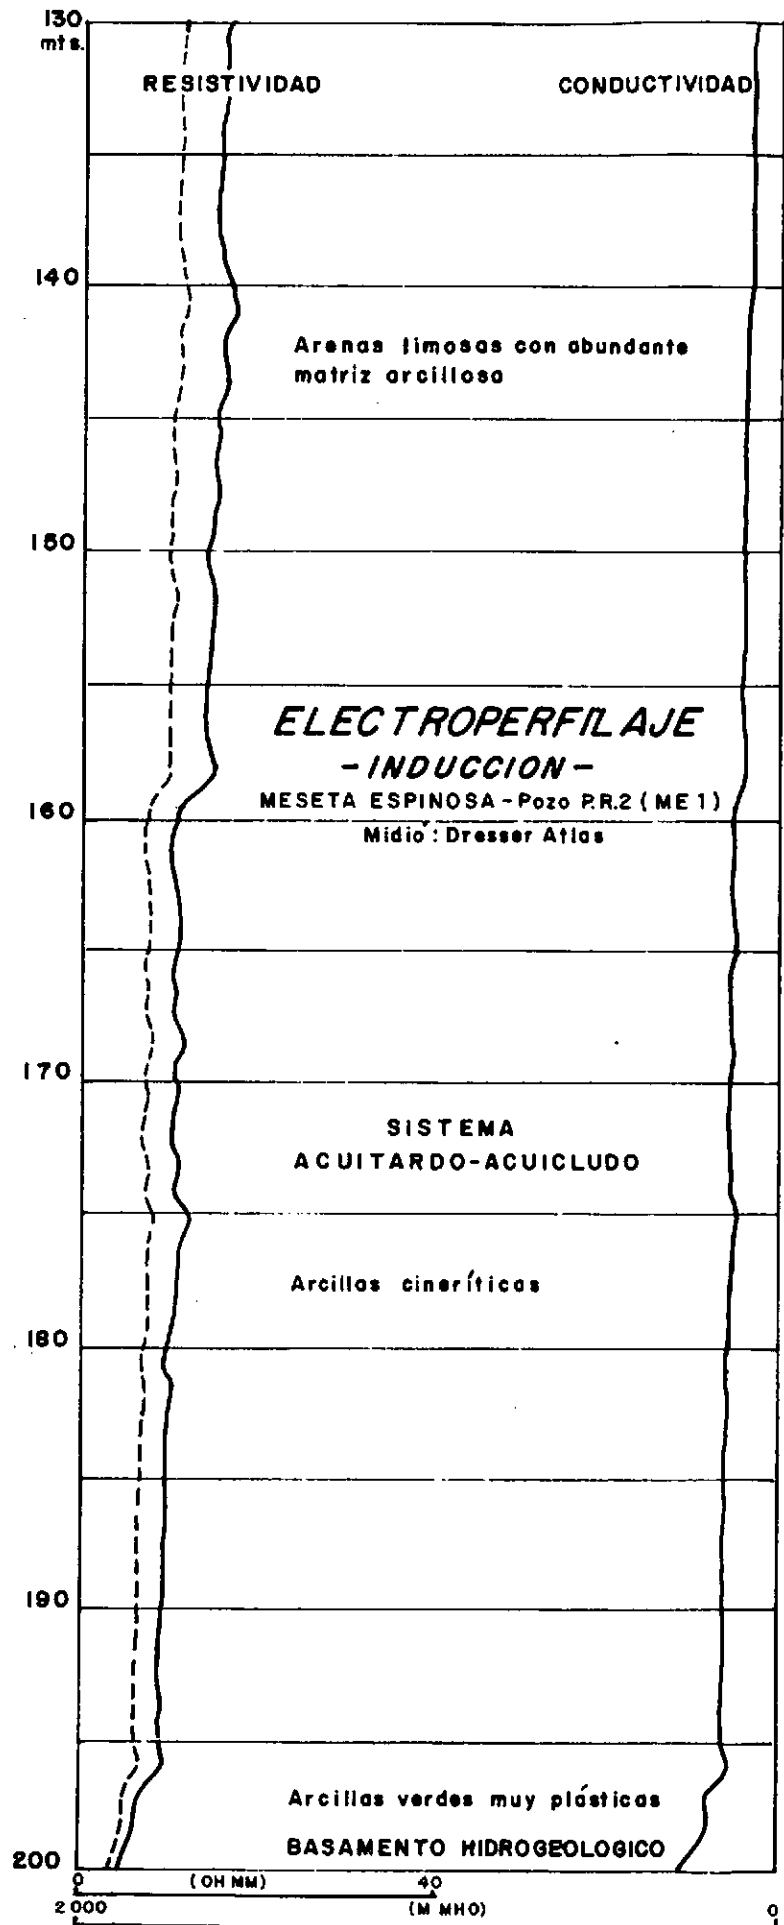 130
mts.
RESISTIVIDAD
CONDUCTIVIDAD
140
Arenas limosas con abundante
matriz arcillosa
150
ELECTROPERFILAJE
-INDUCCION-
MESETA ESPINOSA-Pozo P.R.2 (ME1)
160
Midió: Dresser Atlas
170
SISTEMA
ACUITARDO-ACUICLUDO
Arcillas cineríticas
180
190
Arcillas verdes muy plásticas
BASAMENTO HIDROGEOLOGICO
200
0 (OHMM) 40
2000 (M MHO) 0